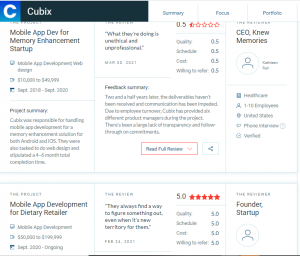 Cubix
Summary
Focus
Portfolio
THE PROJECT
Mobile App Dev for
Memory Enhancement
Startup
Mobile App Development Web
design
$10,000 to $49,999
Sept. 2018 - Sept. 2020
Project summary:
Cubix was responsible for handling
mobile app development for a
memory enhancement solution for
both Android and iOS. They were
also tasked to do web design and
stipulated a 4-6 month total
completion time.
THE REVIEW
"What they're doing is
unethical and
unprofessional."
MAR 30, 2021
0.5
Quality: 0.5
Schedule: 0.5
Cost: 0.5
Willing to refer: 0.5
Feedback summary:
Two and a half years later, the deliverables haven't
been received and communication has been impeded.
Due to employee turnover, Cubix has provided six
different product managers during the project.
There's been a large lack of transparency and follow-
through on commitments.
Read Full Review
THE REVIEWER
CEO, Knew
Memories
Kathleen
Healthcare
1-10 Employees
United States
Phone Interview
Verified
THE PROJECT
Mobile App Development
for Dietary Retailer
Mobile App Development
$50,000 to $199,999
Sept. 2020 - Ongoing
THE REVIEW
"They always find a way
to figure something out,
even when it's new
territory for them."
FEB 24, 2021
5.0
Quality: 5.0
Schedule: 5.0
Cost: 5.0
Willing to refer: 5.0
THE REVIEWER
Founder,
Startup